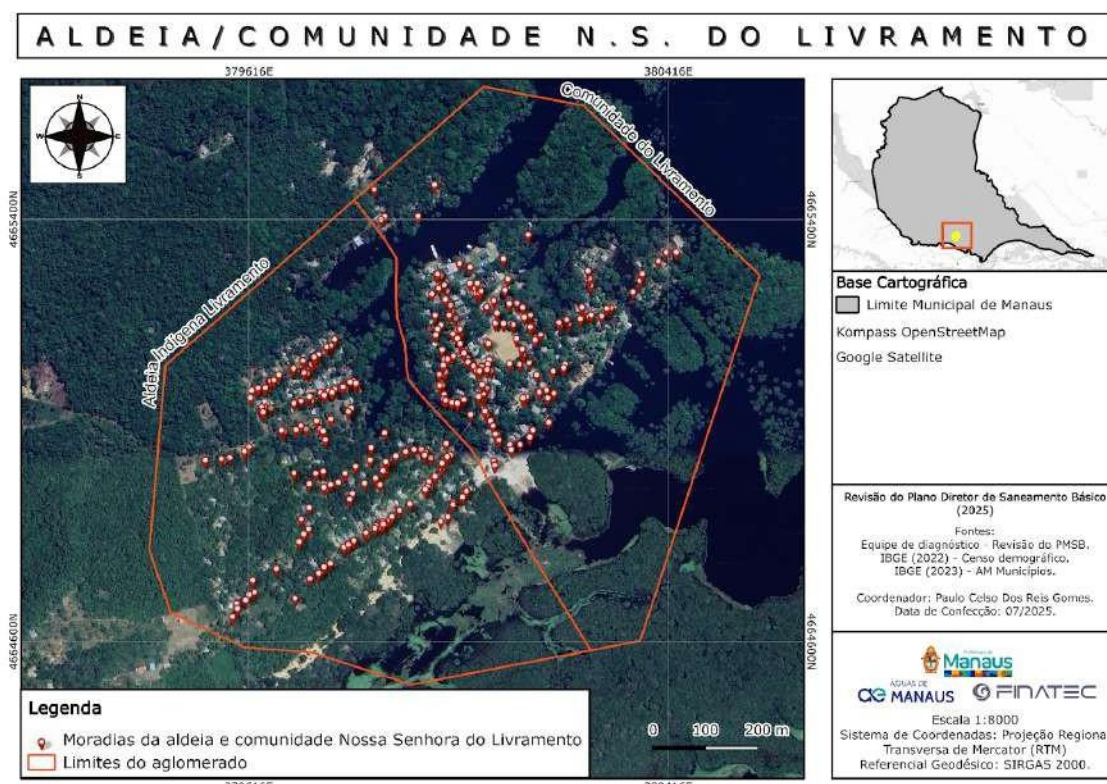 ALDEIA/COMUNIDADE N.S. DO LIVRAMENTO
379616E
380416E
N
W
C
S
4665400N
4665400N
Comunidade do Livramento
Aldeia Indígena Livramento
4664600N
4664600N
Legenda
Moradias da aldeia e comunidade Nossa Senhora do Livramento
Limites do aglomerado
0 100 200 m
379616E
380416E
Base Cartográfica
Limite Municipal de Manaus
Kompass OpenStreetMap
Google Satellite
Revisão do Plano Diretor de Saneamento Básico
(2025)
Fontes:
Equipe de diagnóstico - Revisão do PMSB.
IBGE (2022) - Censo demográfico.
IBGE (2023) - AM Municípios.
Coordenador: Paulo Celso Dos Reis Gomes.
Data de Confecção: 07/2025.
Prefeitura de
Manaus
ÁGUAS DE
MANAUS
FINATEC
Escala 1:8000
Sistema de Coordenadas: Projeção Regional
Transversa de Mercator (RTM)
Referencial Geodésico: SIRGAS 2000.